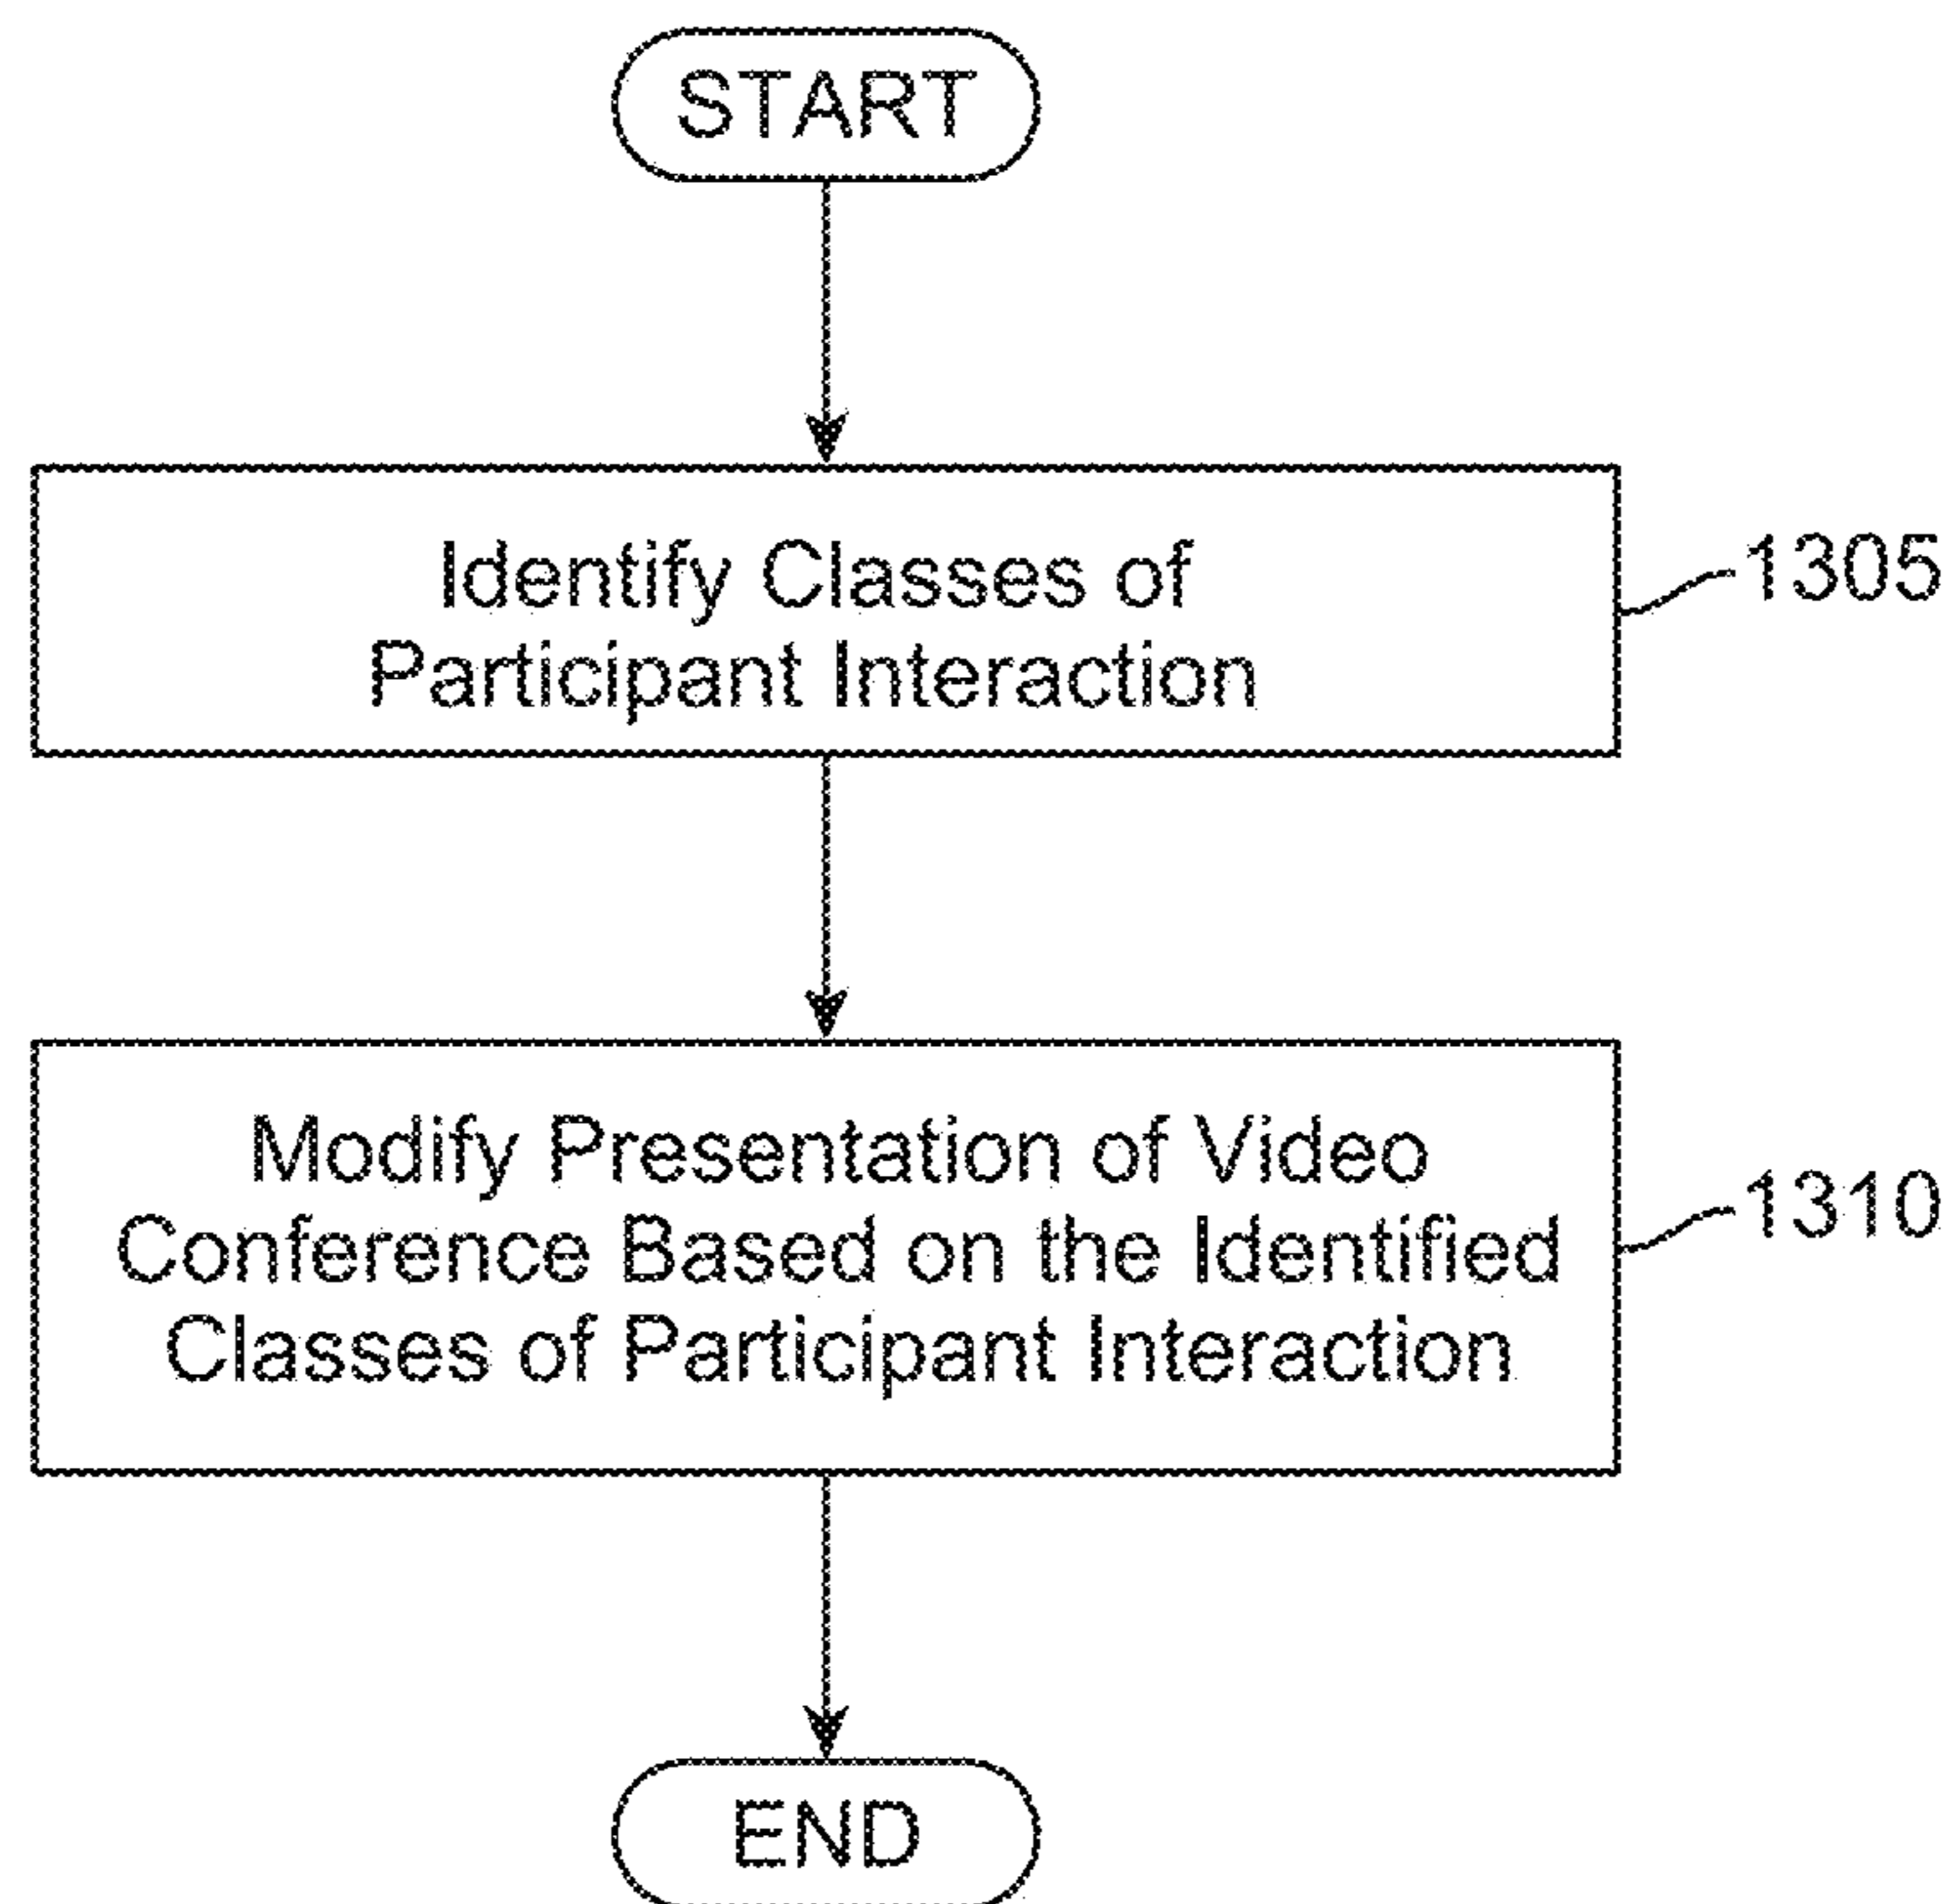 START
Identify Classes of
Participant Interaction
1305
Modify Presentation of Video
Conference Based on the Identified
Classes of Participant Interaction
1310
END